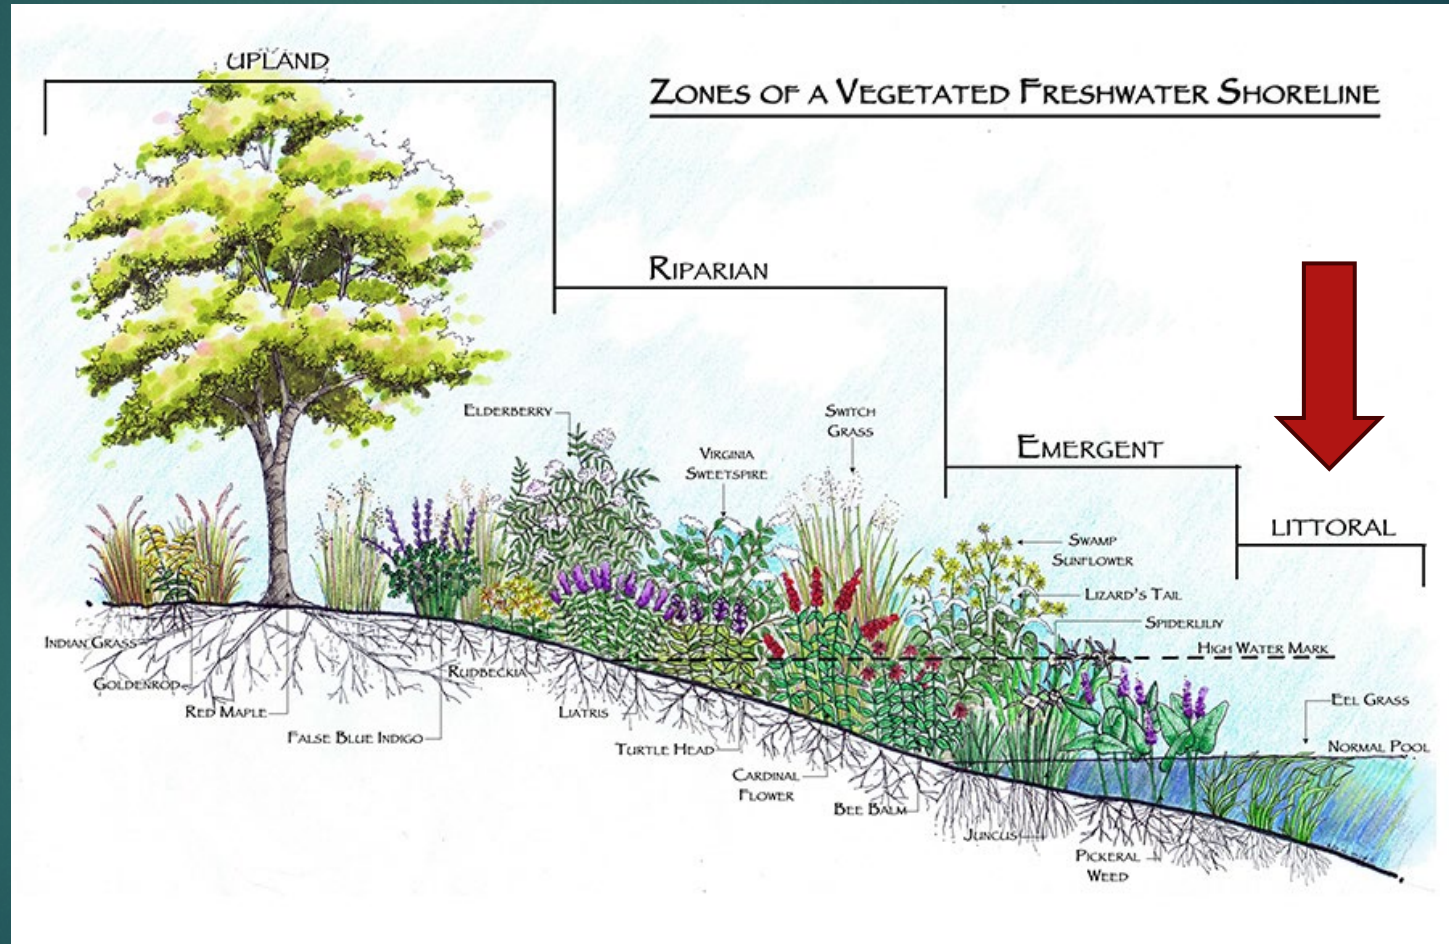 UPLAND
ZONES OF A VEGETATED FRESHWATER SHORELINE
RIPARIAN
ELDERBERRY
SWITCH
GRASS
VIRGINIA
SWEETSPIRE
EMERGENT
LITTORAL
SWAMP
SUNFLOWER
LIZARD'S TAIL
SPIDERLILIY
HIGH WATER MARK
INDIAN GRASS
GOLDENROD
RED MAPLE
FALSE BLUE INDIGO
RUDBECKIA
LIATRIS
TURTLE HEAD
CARDINAL
FLOWER
BEE BALM
JUNCUS
PICKERAL
WEED
EEL GRASS
NORMAL POOL